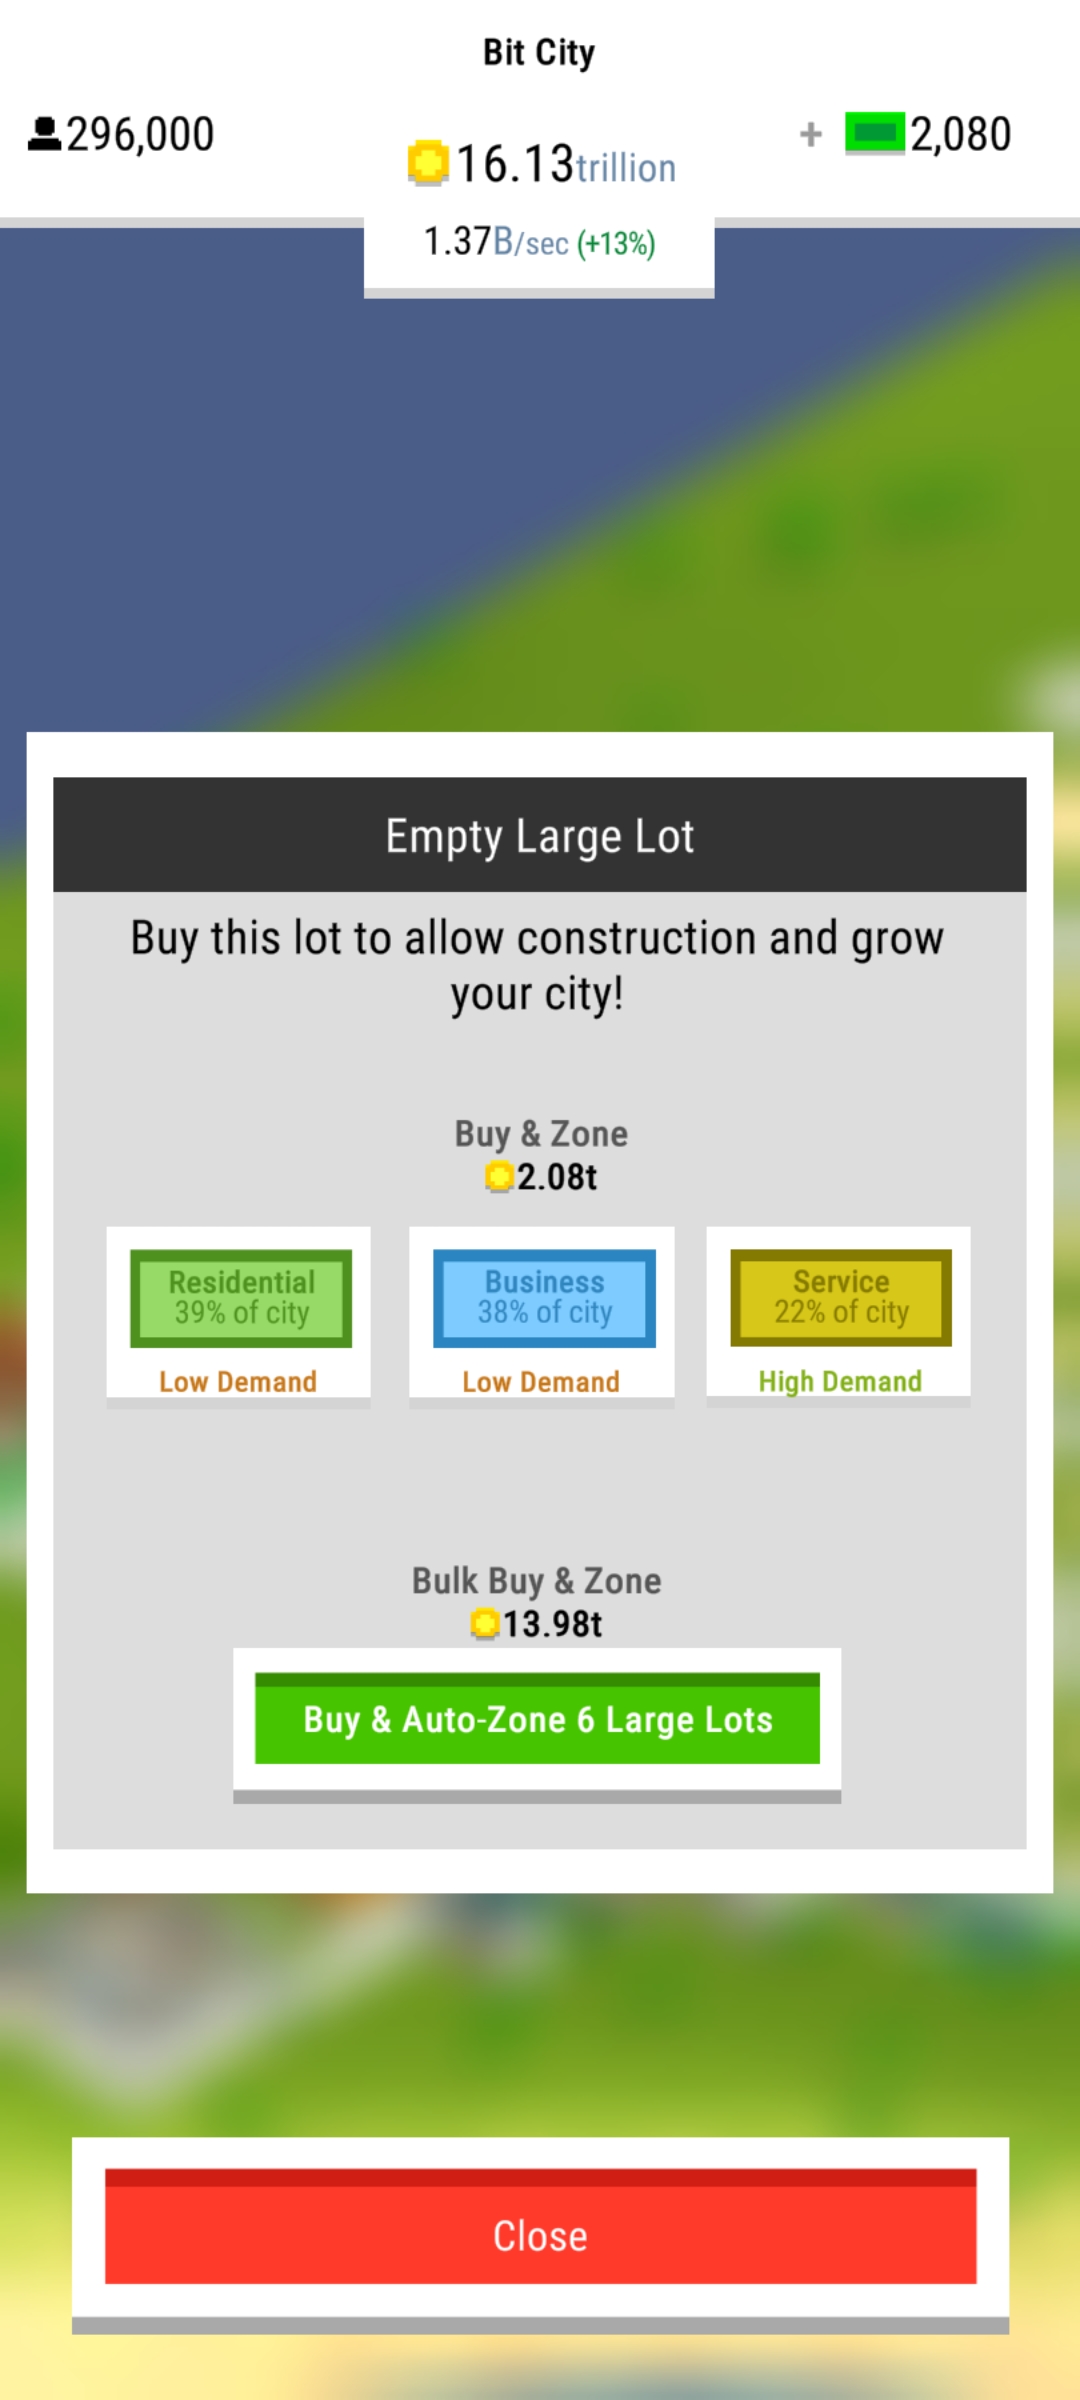 Bit City
296,000
16.13trillion
+ 2,080
1.37B/sec (+13%)
Empty Large Lot
Buy this lot to allow construction and grow
your city!
Buy & Zone
2.08t
Residential
39% of city
Low Demand
Business
38% of city
Low Demand
Service
22% of city
High Demand
Bulk Buy & Zone
13.98t
Buy & Auto-Zone 6 Large Lots
Close